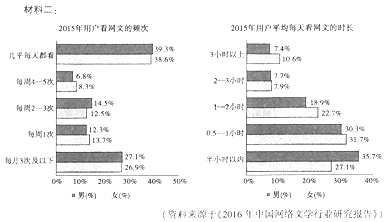 材料二：
2015年用户看网文的频次
几乎每天都看
39.3%
38.6%
每周4—5次
6.8%
8.3%
每周2—3次
14.5%
12.5%
每周1次
12.3%
13.7%
每月3次及以下
27.1%
26.9%
0% 10% 20% 30% 40% 50%
男(%) 女(%)
2015年用户平均每天看网文的时长
3小时以上
7.4%
10.6%
2—3小时
7.7%
7.9%
1—2小时
18.9%
22.7%
0.5—1小时
30.3%
31.7%
半小时以内
35.7%
27.1%
0% 10% 20% 30% 40%
男(%) 女(%)
(资料来源于《2016年中国网络文学行业研究报告》)